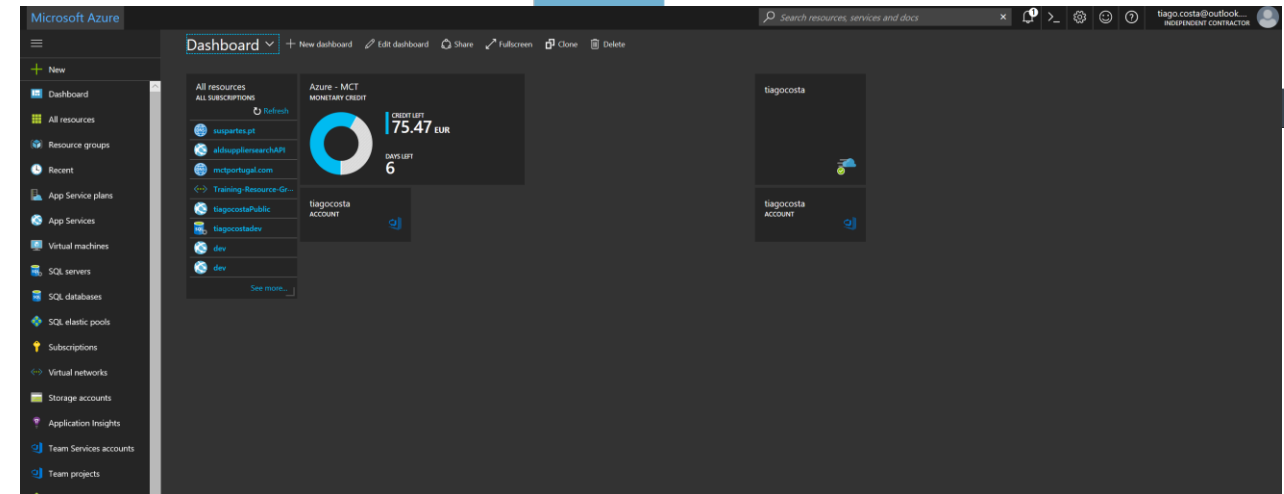 Microsoft Azure
Search resources, services and docs
1
tiago.costa@outlook....
INDEPENDENT CONTRACTOR
Dashboard
New dashboard
Edit dashboard
Share
Fullscreen
Clone
Delete
New
Dashboard
All resources
Resource groups
Recent
App Service plans
App Services
Virtual machines
SQL servers
SQL databases
SQL elastic pools
Subscriptions
Virtual networks
Storage accounts
Application Insights
Team Services accounts
Team projects
All resources
ALL SUBSCRIPTIONS
Refresh
suspartes.pt
aldsuppliersearchAPI
mctportugal.com
Training-Resource-Gr...
tiagocostaPublic
tiagocostadev
dev
dev
See more...
Azure - MCT
MONETARY CREDIT
CREDIT LEFT
75.47 EUR
DAYS LEFT
6
tiagocosta
ACCOUNT
tiagocosta
tiagocosta
ACCOUNT